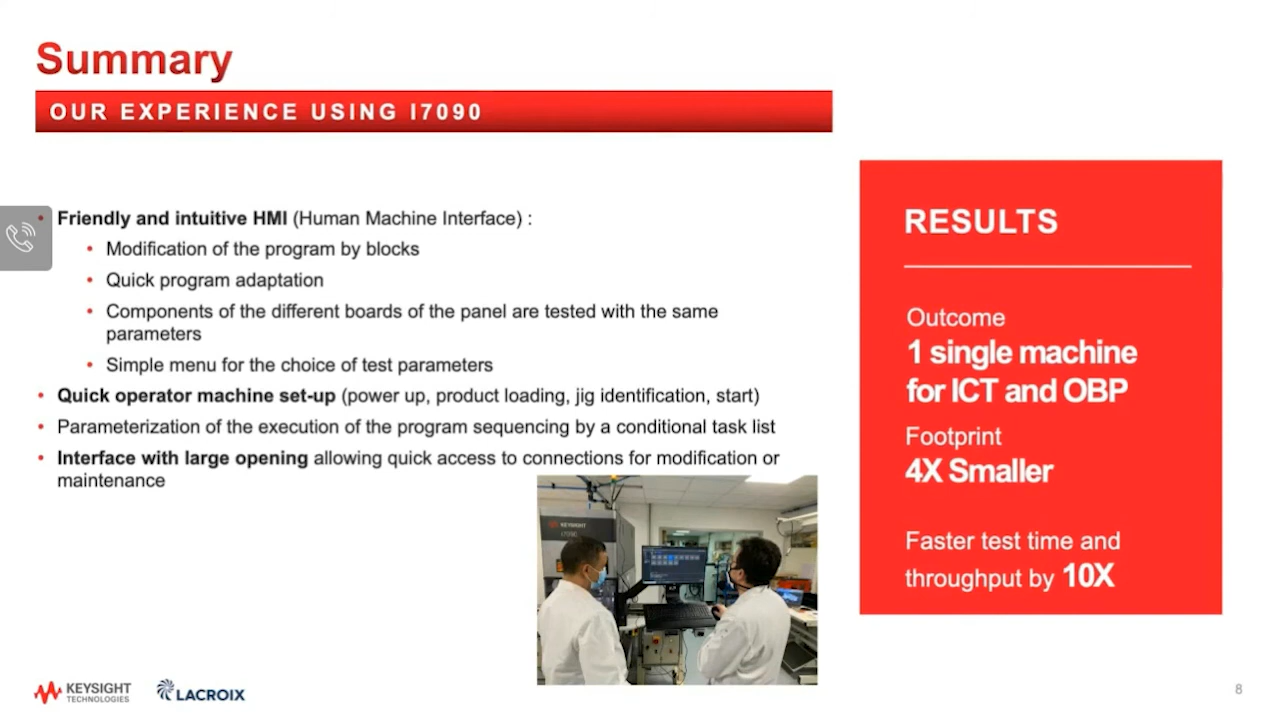 Summary
OUR EXPERIENCE USING I7090
• Friendly and intuitive HMI (Human Machine Interface) :
• Modification of the program by blocks
• Quick program adaptation
• Components of the different boards of the panel are tested with the same
parameters
• Simple menu for the choice of test parameters
• Quick operator machine set-up (power up, product loading, jig identification, start)
• Parameterization of the execution of the program sequencing by a conditional task list
• Interface with large opening allowing quick access to connections for modification or
maintenance
RESULTS
Outcome
1 single machine
for ICT and OBP
Footprint
4X Smaller
Faster test time and
throughput by 10X
KEYSIGHT
i7090
KEYSIGHT
TECHNOLOGIES
LACROIX
8